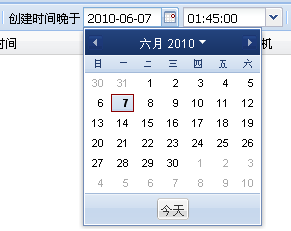 创建时间晚于 2010-06-07 01:45:00
时间 机
六月 2010
日 一 二 三 四 五 六
30 31 1 2 3 4 5
6 7 8 9 10 11 12
13 14 15 16 17 18 19
20 21 22 23 24 25 26
27 28 29 30 1 2 3
4 5 6 7 8 9 10
今天